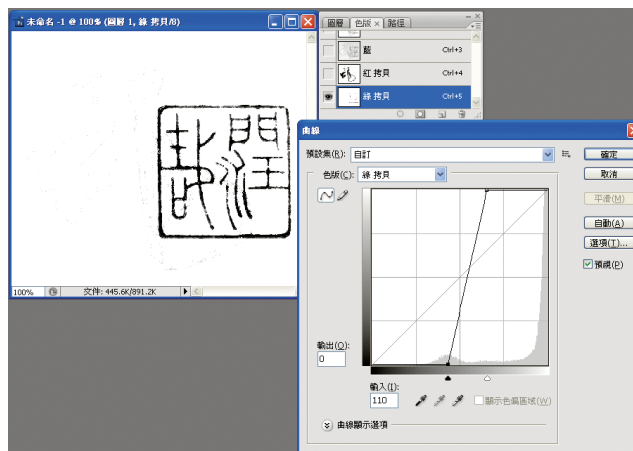 未命名 -1 @ 100% (圖層 1, 綠 拷貝/8)
圖層 色版 × 路徑
藍 Ctrl+3
紅 拷貝 Ctrl+4
綠 拷貝 Ctrl+5
100% 文件: 445.6K/891.2K
曲線
預設集(R): 自訂
色版(C): 綠 拷貝
輸出(O):
0
輸入(I):
110
顯示色偏區域(W)
曲線顯示選項
確定
取消
平滑(M)
自動(A)
選項(T)...
預視(P)